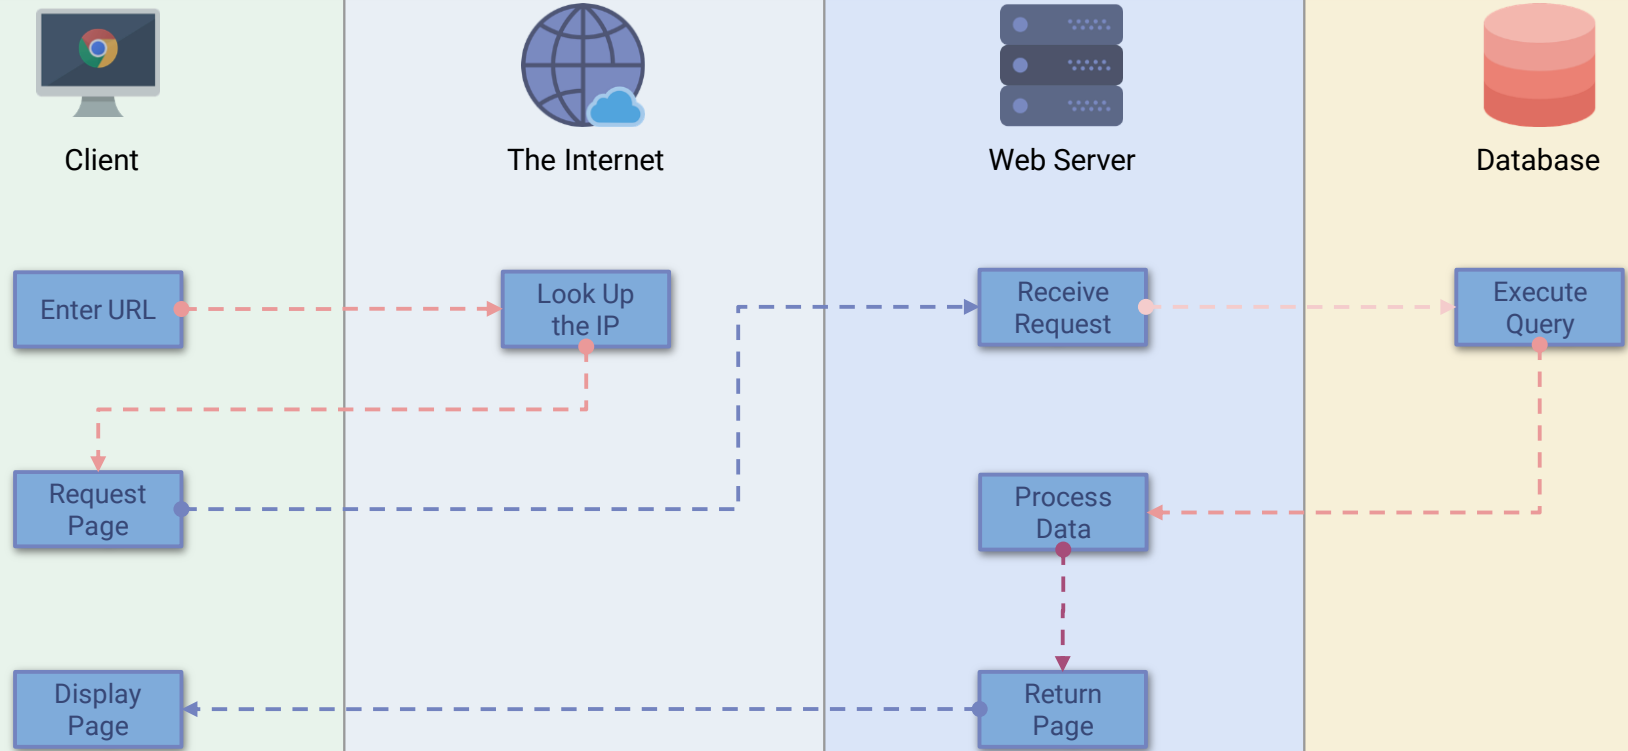 Client
The Internet
Web Server
Database
Enter URL
Look Up
the IP
Receive
Request
Execute
Query
Request
Page
Process
Data
Display
Page
Return
Page